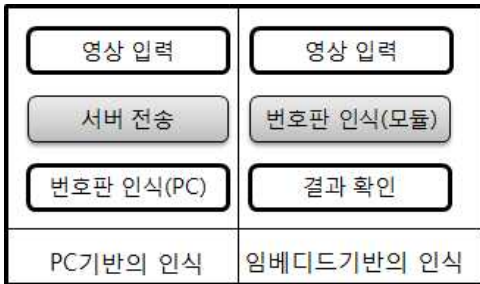 영상 입력
서버 전송
번호판 인식(PC)
PC기반의 인식
영상 입력
번호판 인식(모듈)
결과 확인
임베디드기반의 인식